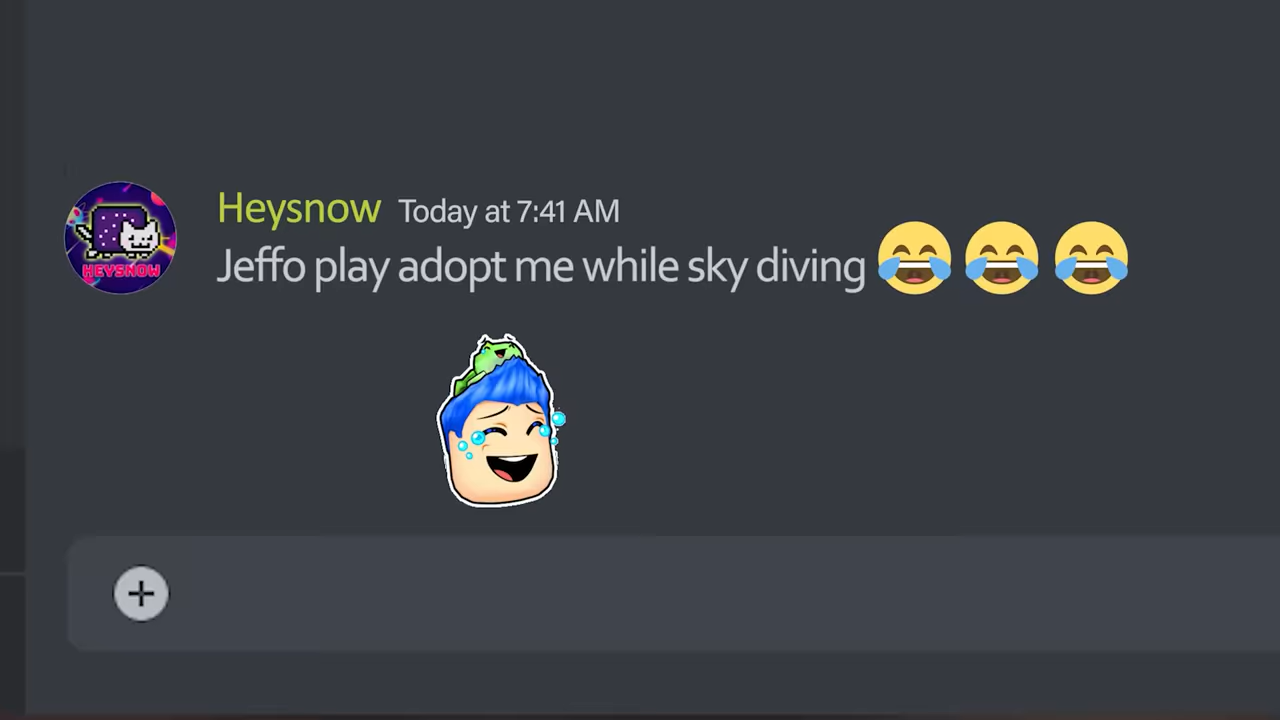 Heysnow Today at 7:41 AM
Jeffo play adopt me while sky diving 😂😂😂
HEYSNOW